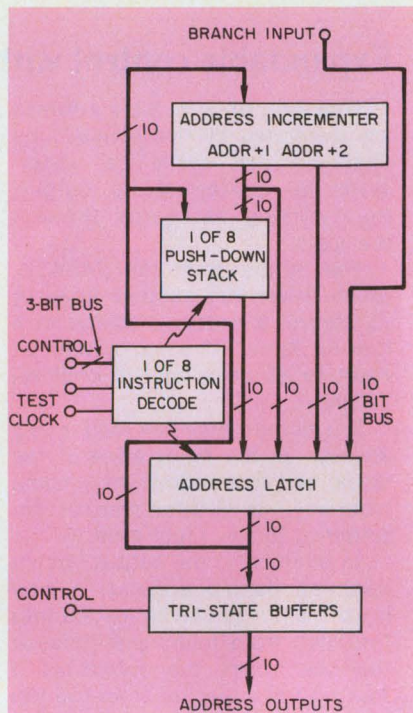 BRANCH INPUT
10
ADDRESS INCREMENTER
ADDR+1 ADDR+2
10
10
1 OF 8
PUSH-DOWN
STACK
3-BIT BUS
CONTROL
TEST
CLOCK
1 OF 8
INSTRUCTION
DECODE
10
10
10
10
BIT
BUS
10
ADDRESS LATCH
10
10
CONTROL
TRI-STATE BUFFERS
10
ADDRESS OUTPUTS